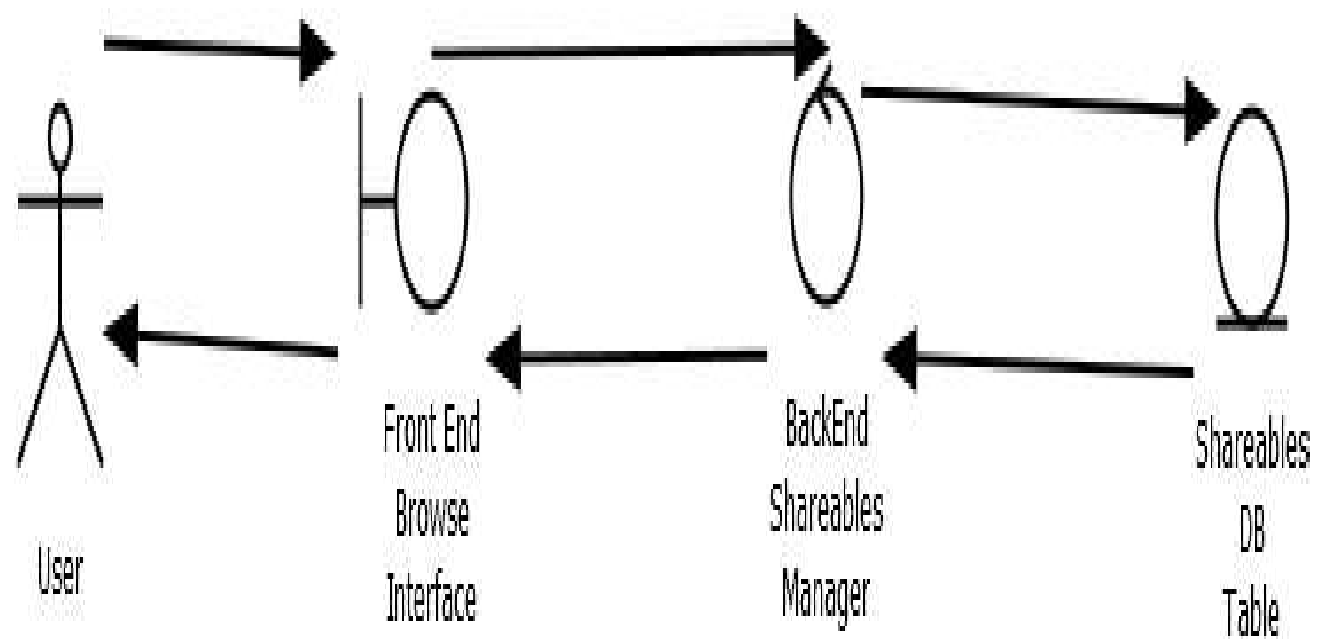 User
Front End
Browse
Interface
BackEnd
Shareables
Manager
Shareables
DB
Table